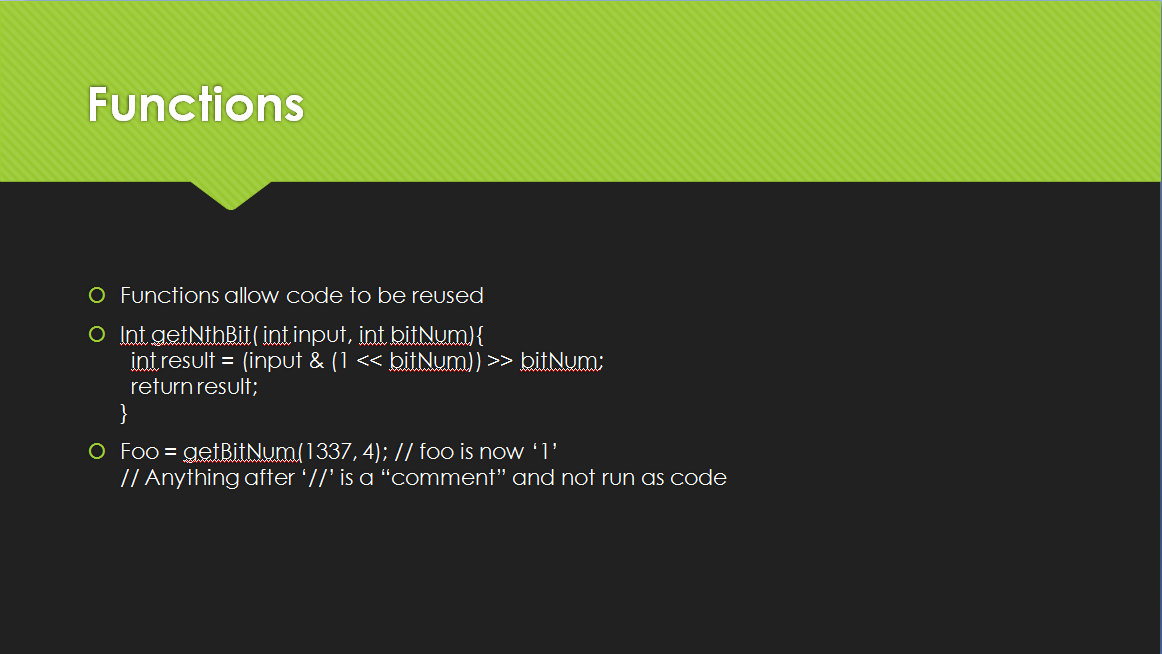 Functions
Functions allow code to be reused
Int getNthBit( int input, int bitNum){
int result = (input & (1 << bitNum)) >> bitNum;
return result;
}
Foo = getBitNum(1337, 4); // foo is now ‘1’
// Anything after ‘//’ is a “comment” and not run as code